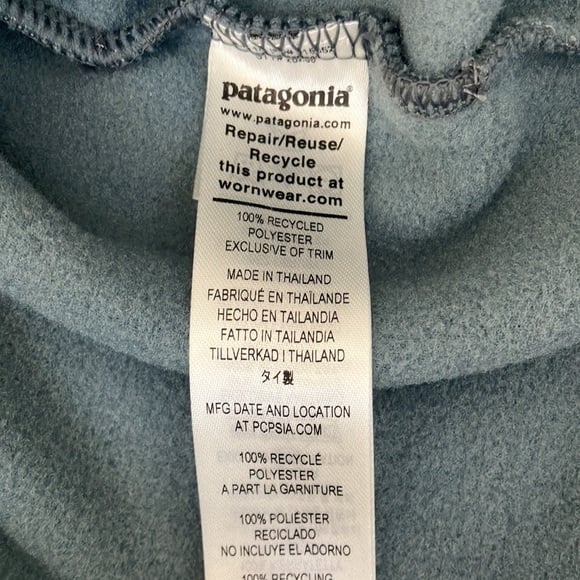 patagonia®
www.patagonia.com
Repair/Reuse/
Recycle
this product at
wornwear.com
100% RECYCLED
POLYESTER
EXCLUSIVE OF TRIM
MADE IN THAILAND
FABRIQUÉ EN THAÏLANDE
HECHO EN TAILANDIA
FATTO IN TAILANDIA
TILLVERKAD I THAILAND
タイ製
MFG DATE AND LOCATION
AT PCPSIA.COM
100% RECYCLÉ
POLYESTER
A PART LA GARNITURE
100% POLIÉSTER
RECICLADO
NO INCLUYE EL ADORNO
100% RECYCLING